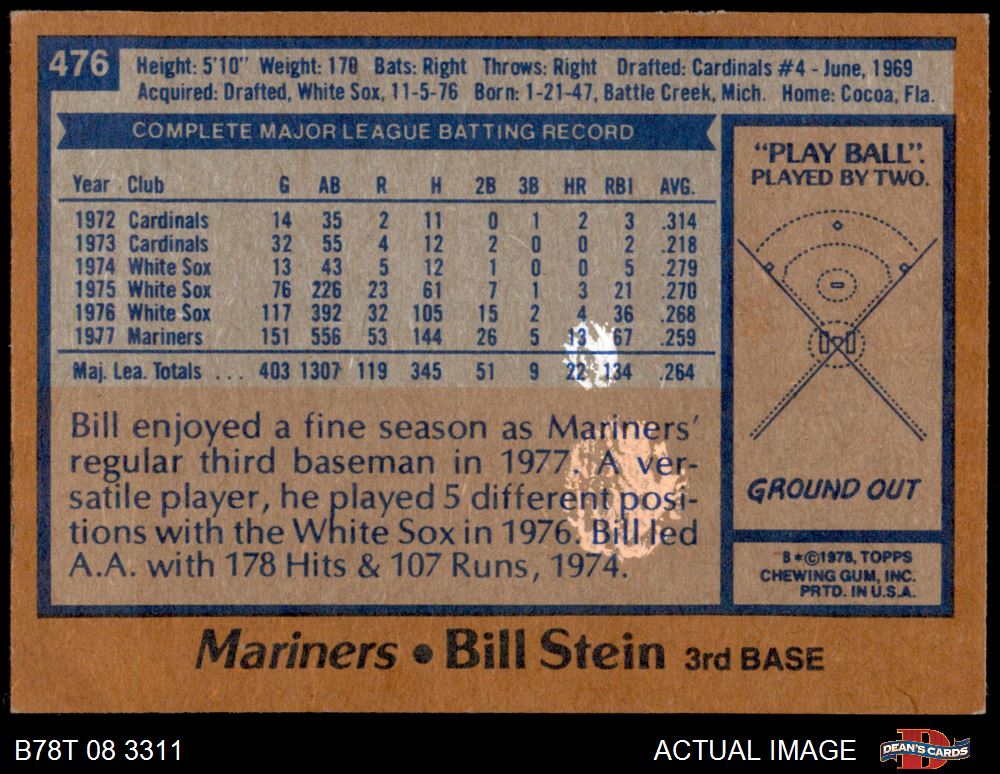 476
Height: 5'10" Weight: 170 Bats: Right Throws: Right Drafted: Cardinals #4 - June, 1969
Acquired: Drafted, White Sox, 11-5-76 Born: 1-21-47, Battle Creek, Mich. Home: Cocoa, Fla.
COMPLETE MAJOR LEAGUE BATTING RECORD
Year Club G AB R H 2B 3B HR RBI AVG.
1972 Cardinals 14 35 2 11 0 1 2 3 .314
1973 Cardinals 32 55 4 12 2 0 0 2 .218
1974 White Sox 13 43 5 12 1 0 0 5 .279
1975 White Sox 76 226 23 61 7 1 3 21 .270
1976 White Sox 117 392 32 105 15 2 4 36 .268
1977 Mariners 151 556 53 144 26 5 13 67 .259
Maj. Lea. Totals ... 403 1307 119 345 51 9 22 134 .264
Bill enjoyed a fine season as Mariners'
regular third baseman in 1977. A ver-
satile player, he played 5 different posi-
tions with the White Sox in 1976. Bill led
A.A. with 178 Hits & 107 Runs, 1974.
"PLAY BALL".
PLAYED BY TWO.
GROUND OUT
B*©1978, TOPPS
CHEWING GUM, INC.
PRTD. IN U.S.A.
Mariners • Bill Stein 3rd BASE
B78T 08 3311
ACTUAL IMAGE
DEAN'S CARDS